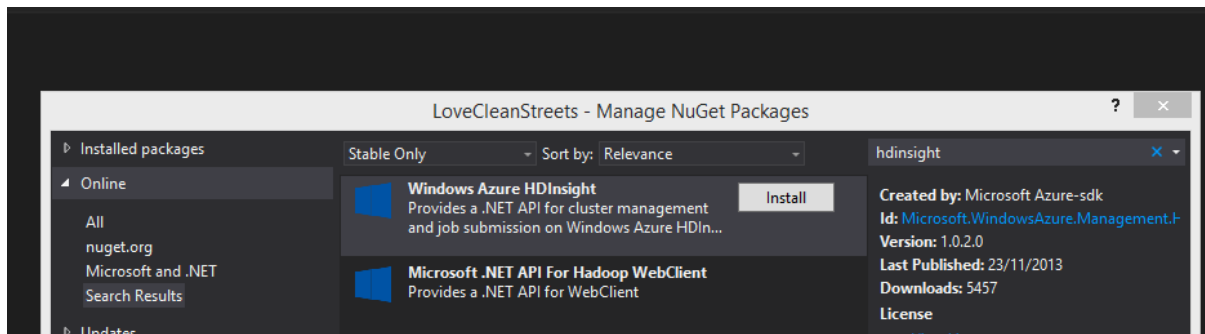 LoveCleanStreets - Manage NuGet Packages
?
Installed packages
Online
All
nuget.org
Microsoft and .NET
Search Results
Updates
Stable Only
Sort by: Relevance
Windows Azure HDInsight
Install
Provides a .NET API for cluster management
and job submission on Windows Azure HDIn...
Microsoft .NET API For Hadoop WebClient
Provides a .NET API for WebClient
hdinsight
Created by: Microsoft Azure-sdk
Id: Microsoft.WindowsAzure.Management.H
Version: 1.0.2.0
Last Published: 23/11/2013
Downloads: 5457
License